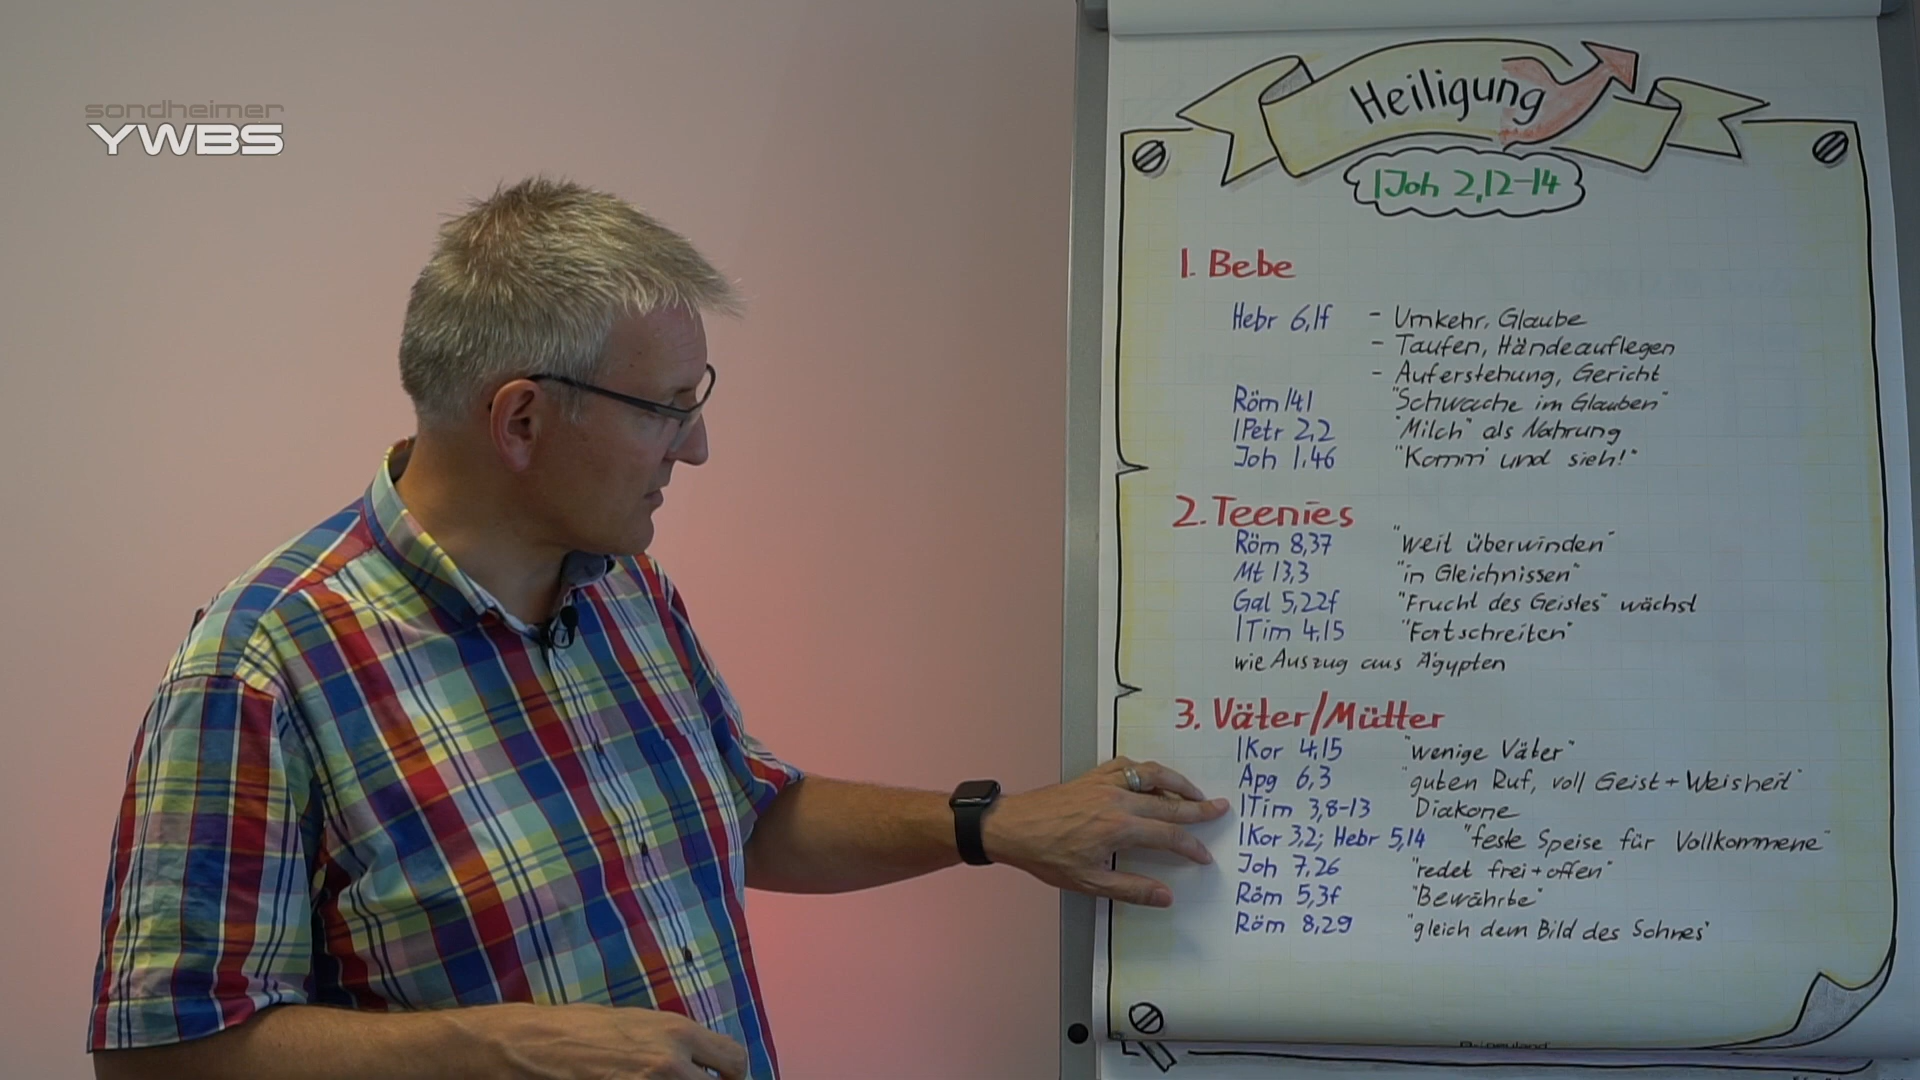 sondheimer
YWBS
Heiligung
1Joh 2,12-14
1. Bebe
Hebr 6,1f - Umkehr, Glaube
- Taufen, Händeauflegen
- Auferstehung, Gericht
Röm 14,1 "Schwache im Glauben"
1Petr 2,2 "Milch" als Nahrung
Joh 1,46 "Komm und sieh!"
2. Teenies
Röm 8,37 "weit überwinden"
Mt 13,3 "in Gleichnissen"
Gal 5,22f "Frucht des Geistes" wächst
1Tim 4,15 "Fortschreiten"
wie Auszug aus Ägypten
3. Väter/Mütter
1Kor 4,15 "wenige Väter"
Apg 6,3 "guten Ruf, voll Geist+Weisheit"
1Tim 3,8-13 Diakone
1Kor 3,2; Hebr 5,14 "feste Speise für Vollkommene"
Joh 7,26 "redet frei+offen"
Röm 5,3f "Bewährte"
Röm 8,29 "gleich dem Bild des Sohnes"